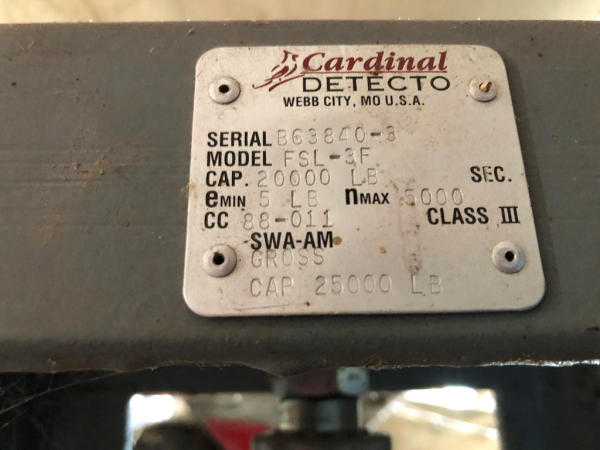 Cardinal
DETECTO
WEBB CITY, MO U.S.A.
SERIAL B63840-3
MODEL FSL-3F
CAP. 20000 LB SEC.
eMIN 5 LB nMAX 5000
CC 88-011 CLASS III
SWA-AM
GROSS
CAP 25000 LB